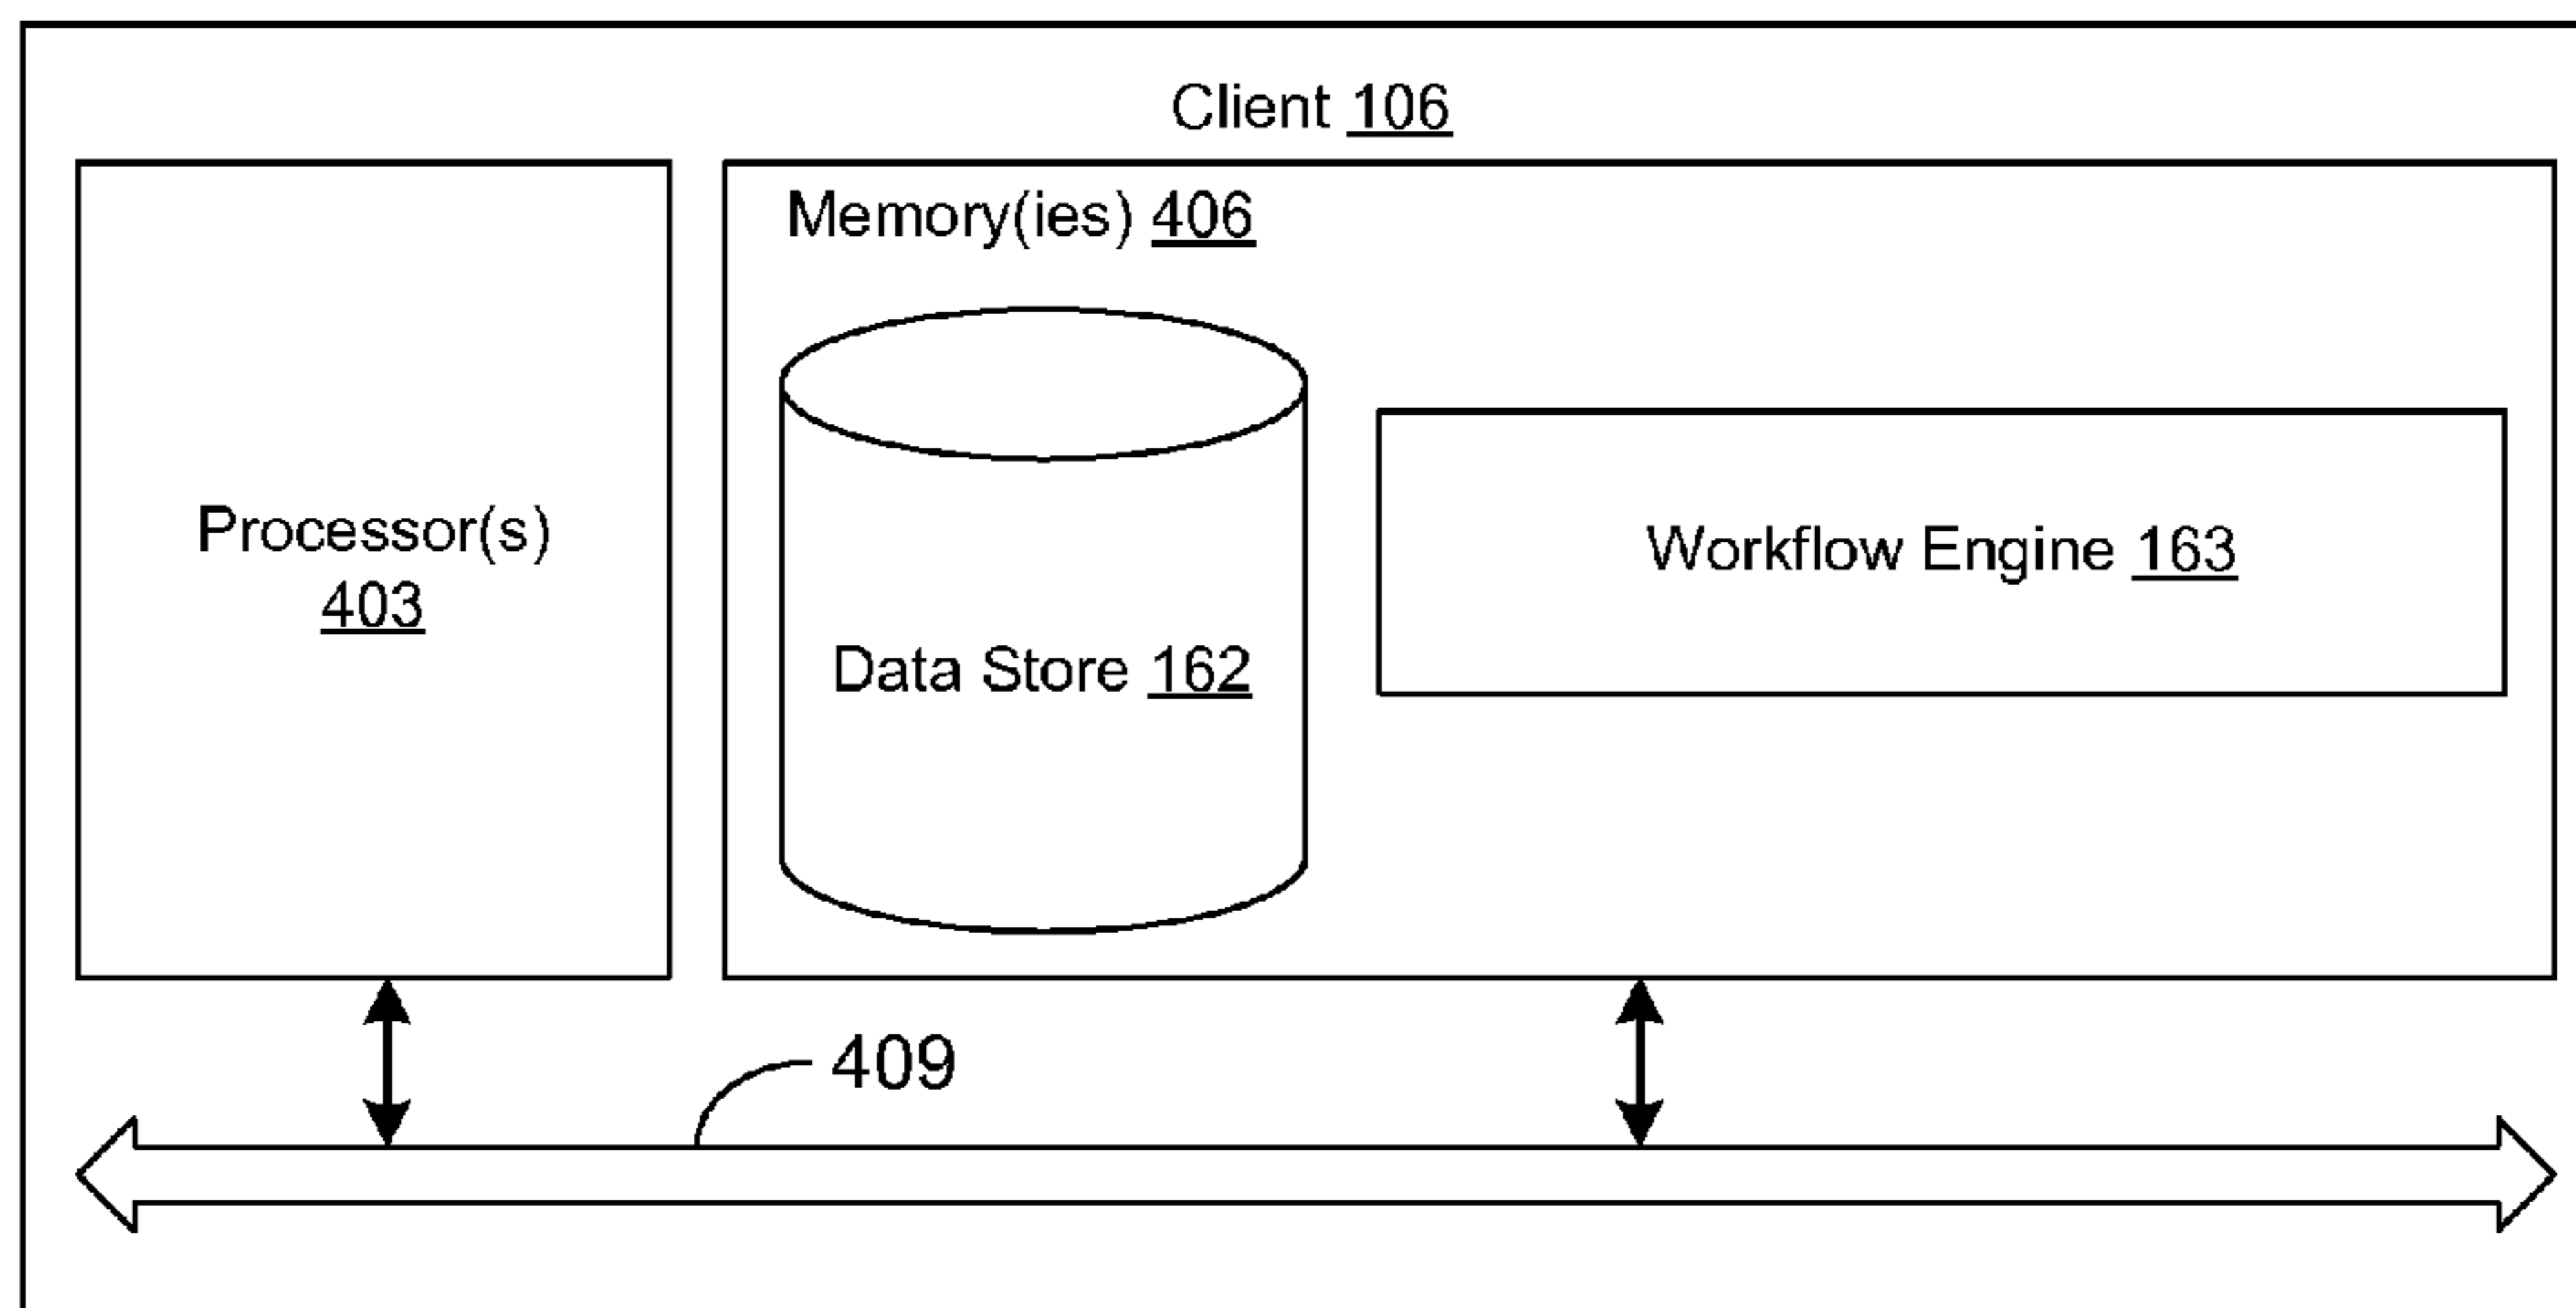 Client 106
Memory(ies) 406
Processor(s)
403
Data Store 162
Workflow Engine 163
409